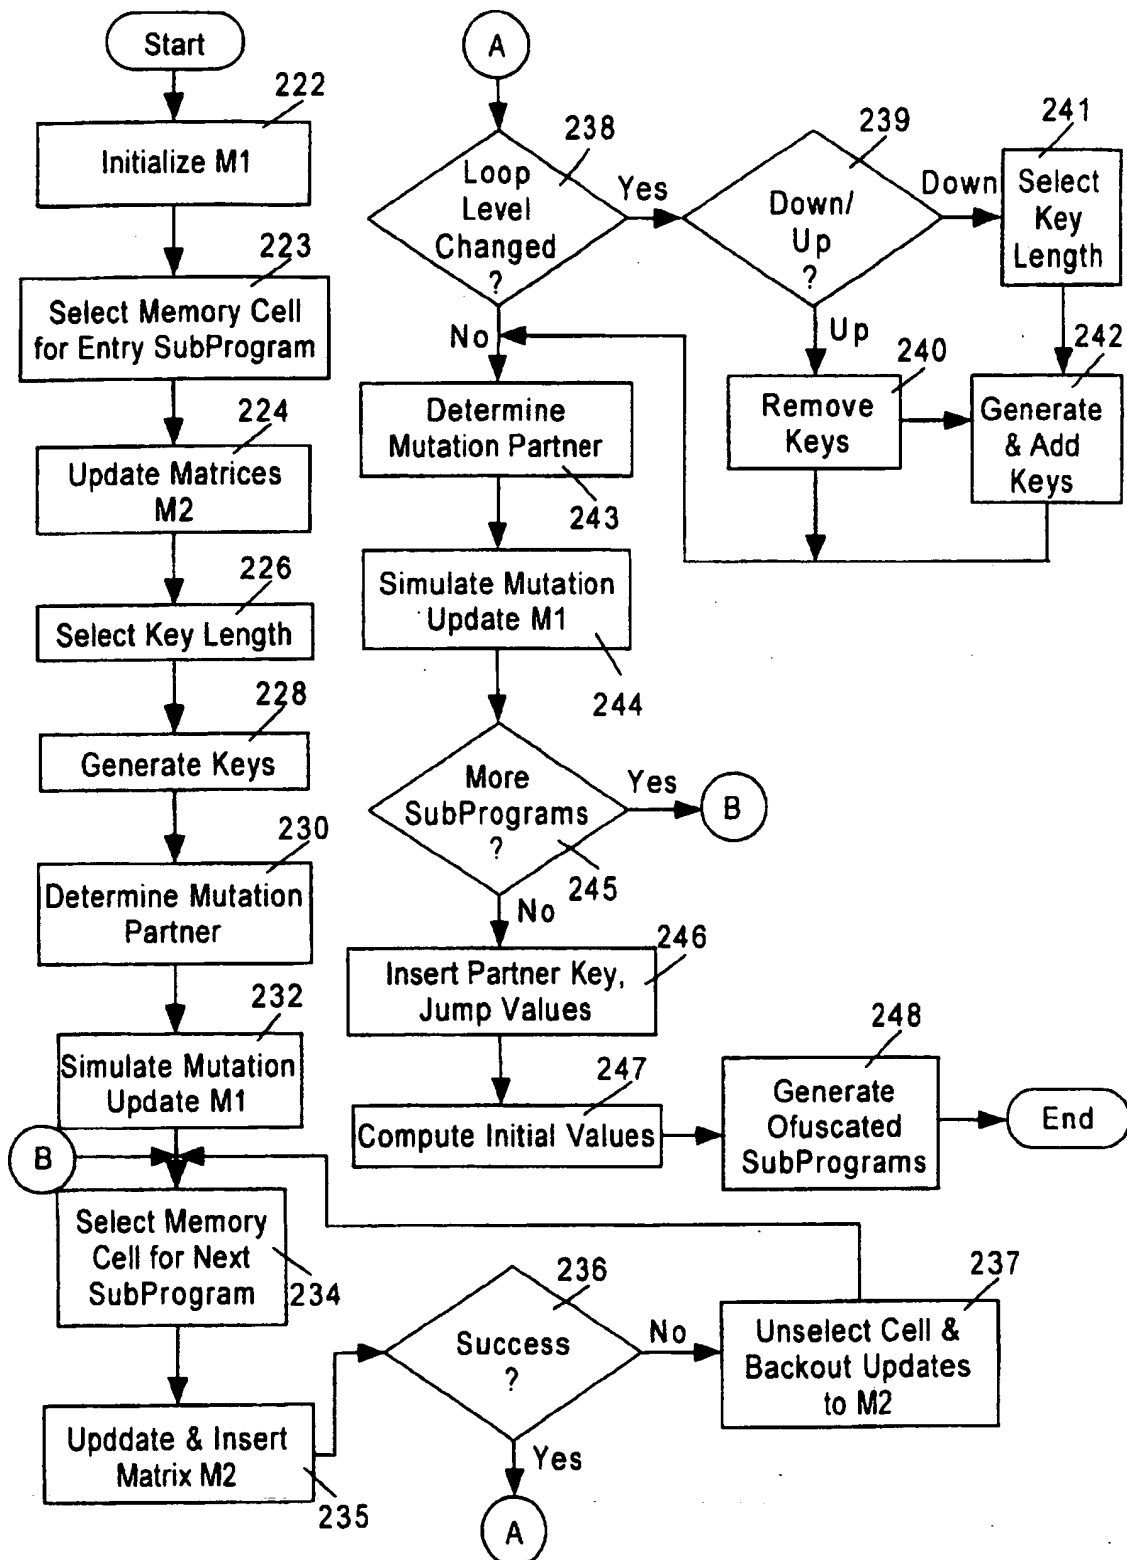 Start
222
Initialize M1
223
Select Memory Cell
for Entry SubProgram
224
Update Matrices
M2
226
Select Key Length
228
Generate Keys
230
Determine Mutation
Partner
232
Simulate Mutation
Update M1
B
Select Memory
Cell for Next
SubProgram
234
Upddate & Insert
Matrix M2
235
236
Success
?
No
Yes
A
237
Unselect Cell &
Backout Updates
to M2
A
238
Loop
Level
Changed
?
Yes
No
239
Down/
Up
?
Down
Up
241
Select
Key
Length
240
Remove
Keys
242
Generate
& Add
Keys
Determine
Mutation Partner
243
Simulate Mutation
Update M1
244
More
SubPrograms
?
245
Yes
B
No
246
Insert Partner Key,
Jump Values
247
Compute Initial Values
248
Generate
Ofuscated
SubPrograms
End